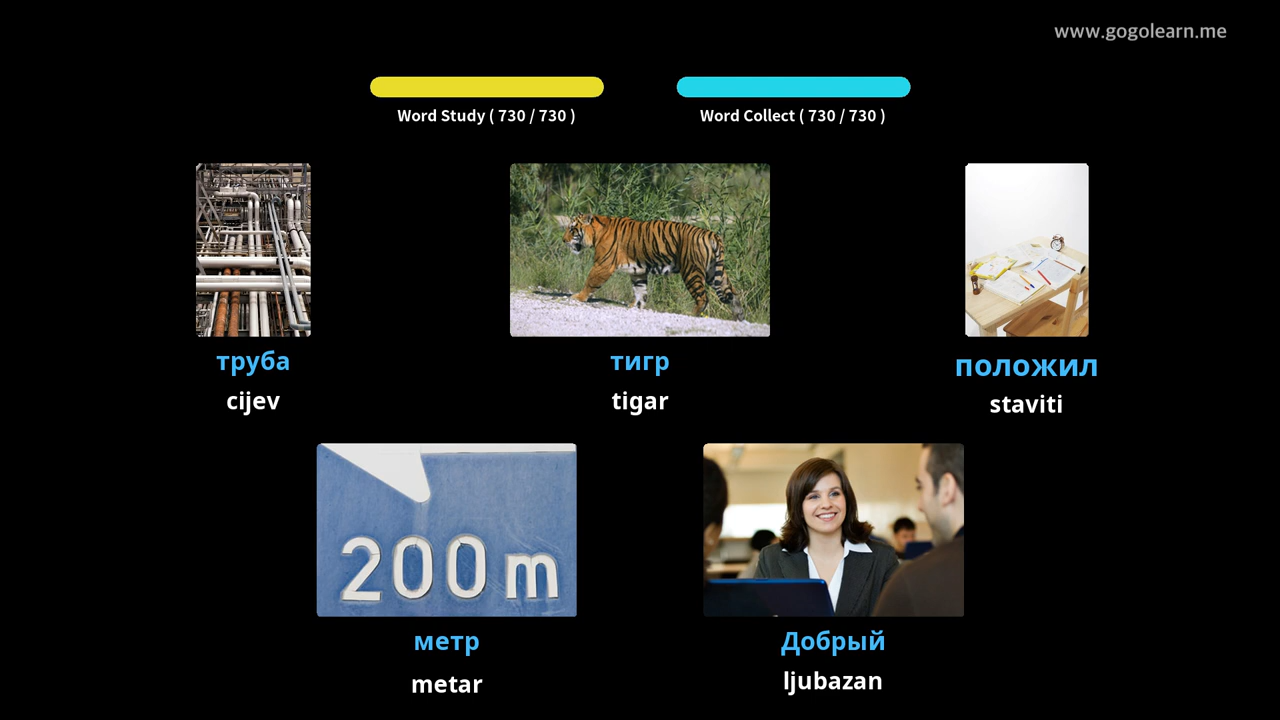 www.gogolearn.me
Word Study ( 730 / 730 )
Word Collect ( 730 / 730 )
труба
cijev
тигр
tigar
положил
staviti
200m
метр
metar
Добрый
ljubazan